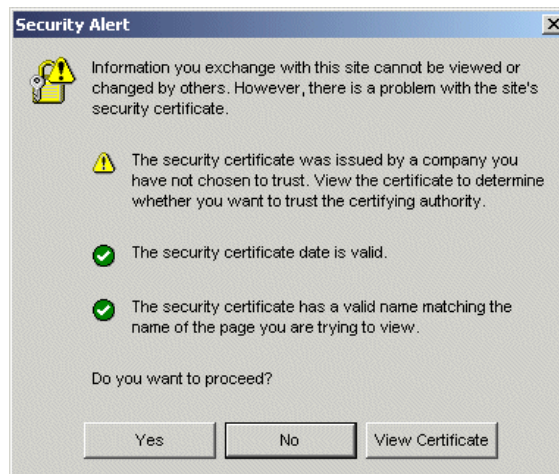 Security Alert
Information you exchange with this site cannot be viewed or
changed by others. However, there is a problem with the site's
security certificate.
The security certificate was issued by a company you
have not chosen to trust. View the certificate to determine
whether you want to trust the certifying authority.
The security certificate date is valid.
The security certificate has a valid name matching the
name of the page you are trying to view.
Do you want to proceed?
Yes No View Certificate